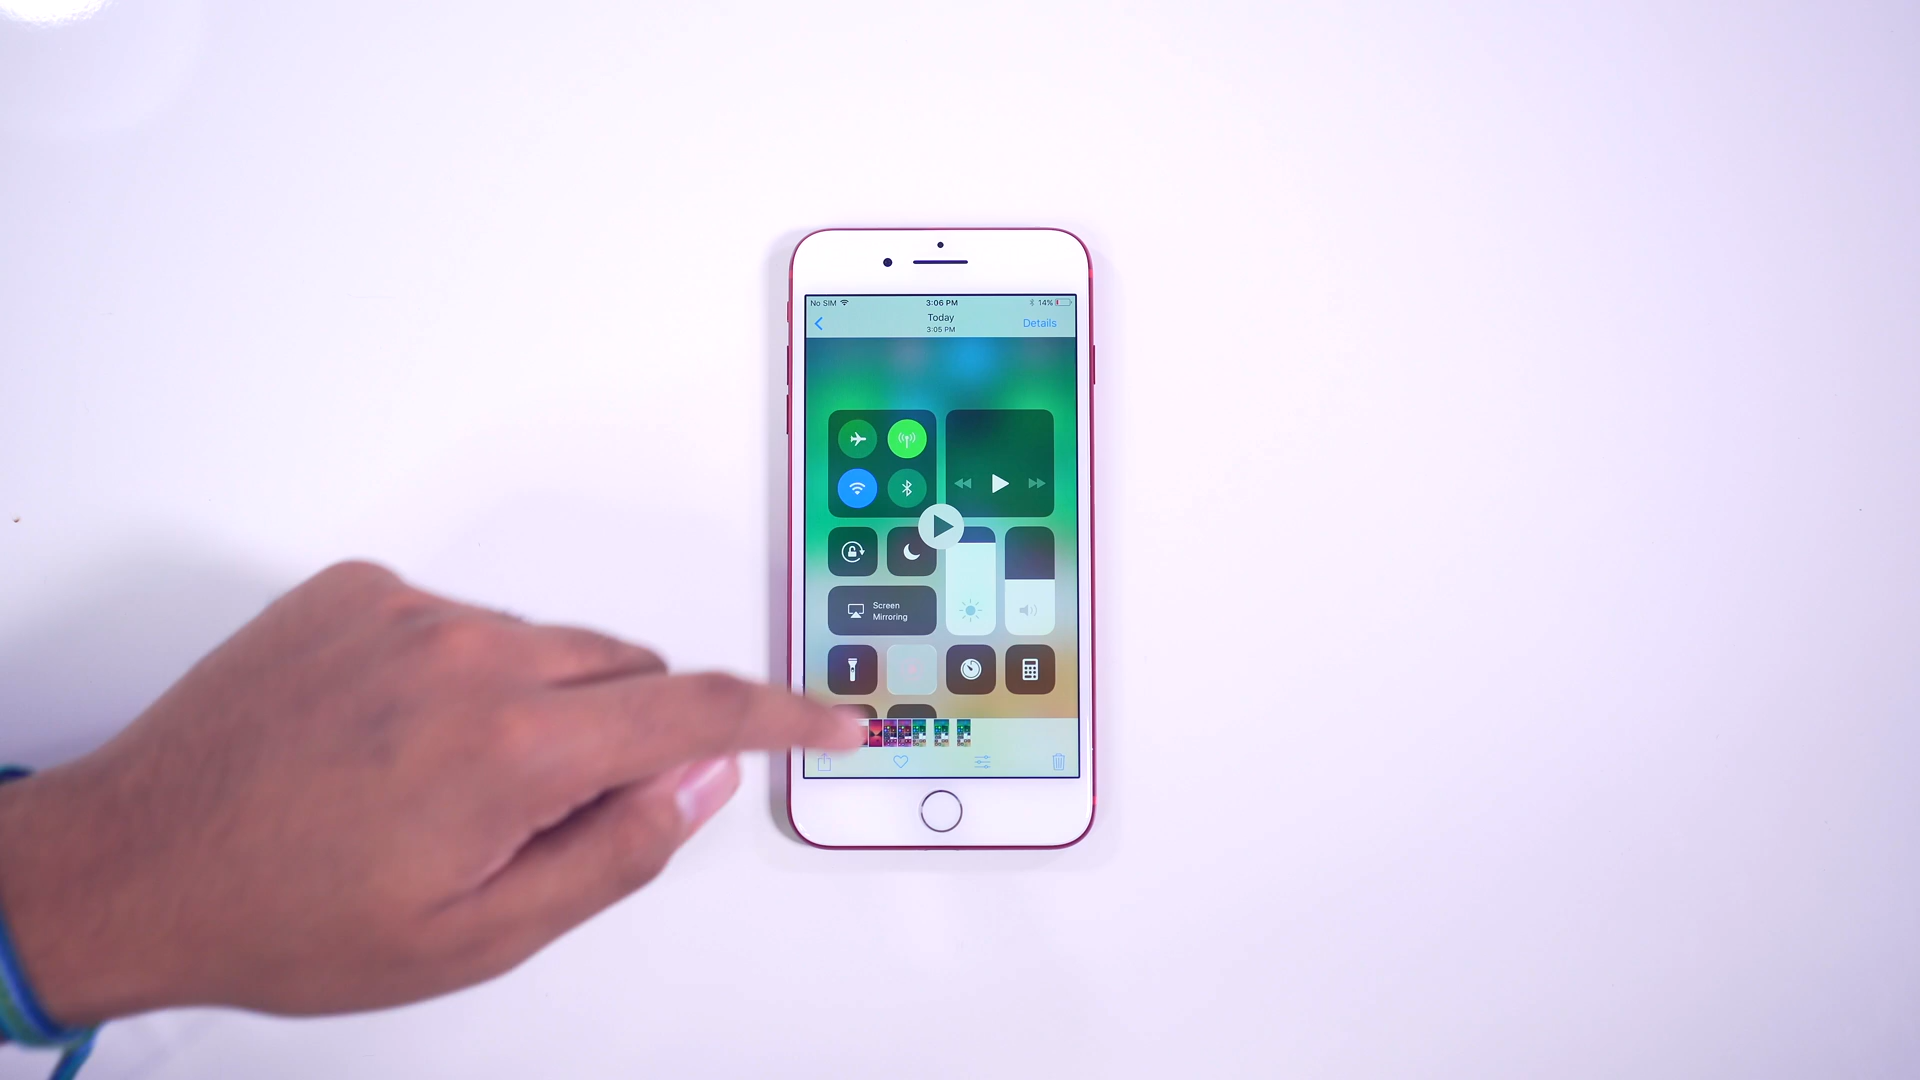 No SIM 3:06 PM 14%
Today
3:05 PM
Details
Screen
Mirroring